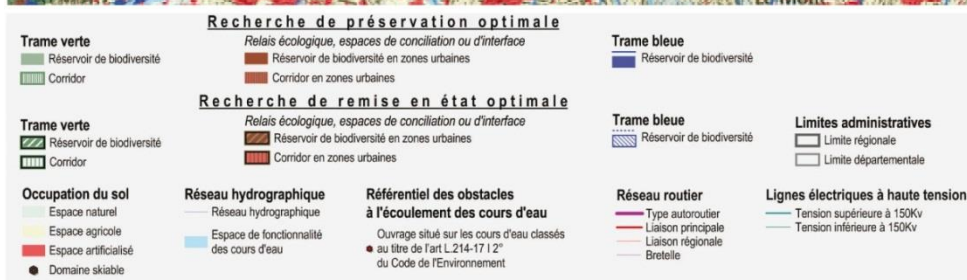 Recherche de préservation optimale
Trame verte
Réservoir de biodiversité
Corridor
Relais écologique, espaces de conciliation ou d'interface
Réservoir de biodiversité en zones urbaines
Corridor en zones urbaines
Trame bleue
Réservoir de biodiversité
Recherche de remise en état optimale
Trame verte
Réservoir de biodiversité
Corridor
Relais écologique, espaces de conciliation ou d'interface
Réservoir de biodiversité en zones urbaines
Corridor en zones urbaines
Trame bleue
Réservoir de biodiversité
Limites administratives
Limite régionale
Limite départementale
Occupation du sol
Espace naturel
Espace agricole
Espace artificialisé
Domaine skiable
Réseau hydrographique
Réseau hydrographique
Espace de fonctionalité
des cours d'eau
Référentiel des obstacles
à l'écoulement des cours d'eau
Ouvrage situé sur les cours d'eau classés
au titre de l'art L.214-17 I 2°
du Code de l'Environnement
Réseau routier
Type autoroutier
Liaison principale
Liaison régionale
Bretelle
Lignes électriques à haute tension
Tension supérieure à 150Kv
Tension inférieure à 150Kv